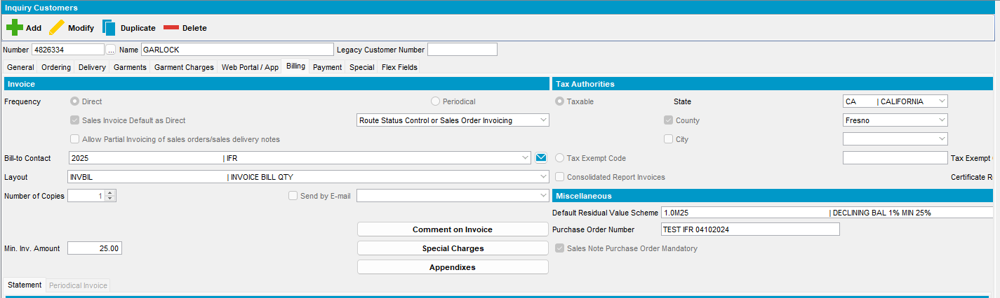 Inquiry Customers
Add Modify Duplicate Delete
Number 4826334 ... Name GARLOCK Legacy Customer Number
General Ordering Delivery Garments Garment Charges Web Portal / App Billing Payment Special Flex Fields
Invoice Tax Authorities
Frequency Direct Periodical Taxable State CA | CALIFORNIA
Sales Invoice Default as Direct Route Status Control or Sales Order Invoicing County Fresno
Allow Partial Invoicing of sales orders/sales delivery notes City
Bill-to Contact 2025 | IFR Tax Exempt Code Tax Exempt
Layout INVBIL | INVOICE BILL QTY Consolidated Report Invoices Certificate R
Number of Copies 1 Send by E-mail Miscellaneous
Default Residual Value Scheme 1.0M25 | DECLINING BAL 1% MIN 25%
Comment on Invoice Purchase Order Number TEST IFR 04102024
Min. Inv. Amount 25.00 Special Charges Sales Note Purchase Order Mandatory
Appendixes
Statement Periodical Invoice